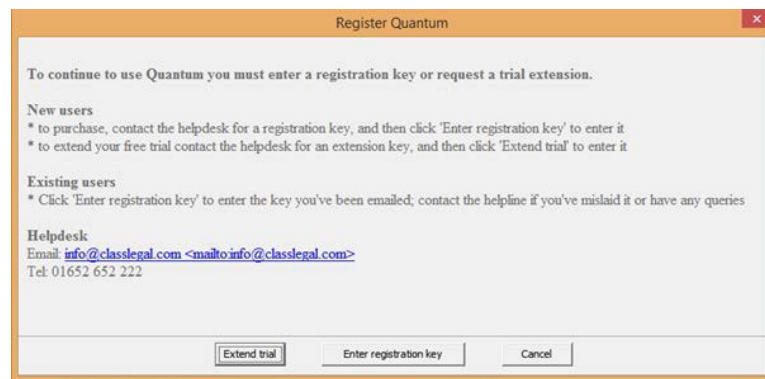 Register Quantum
To continue to use Quantum you must enter a registration key or request a trial extension.
New users
* to purchase, contact the helpdesk for a registration key, and then click 'Enter registration key' to enter it
* to extend your free trial contact the helpdesk for an extension key, and then click 'Extend trial' to enter it
Existing users
* Click 'Enter registration key' to enter the key you've been emailed; contact the helpline if you've mislaid it or have any queries
Helpdesk
Email: info@classlegal.com <mailto:info@classlegal.com>
Tel: 01652 652 222
Extend trial Enter registration key Cancel